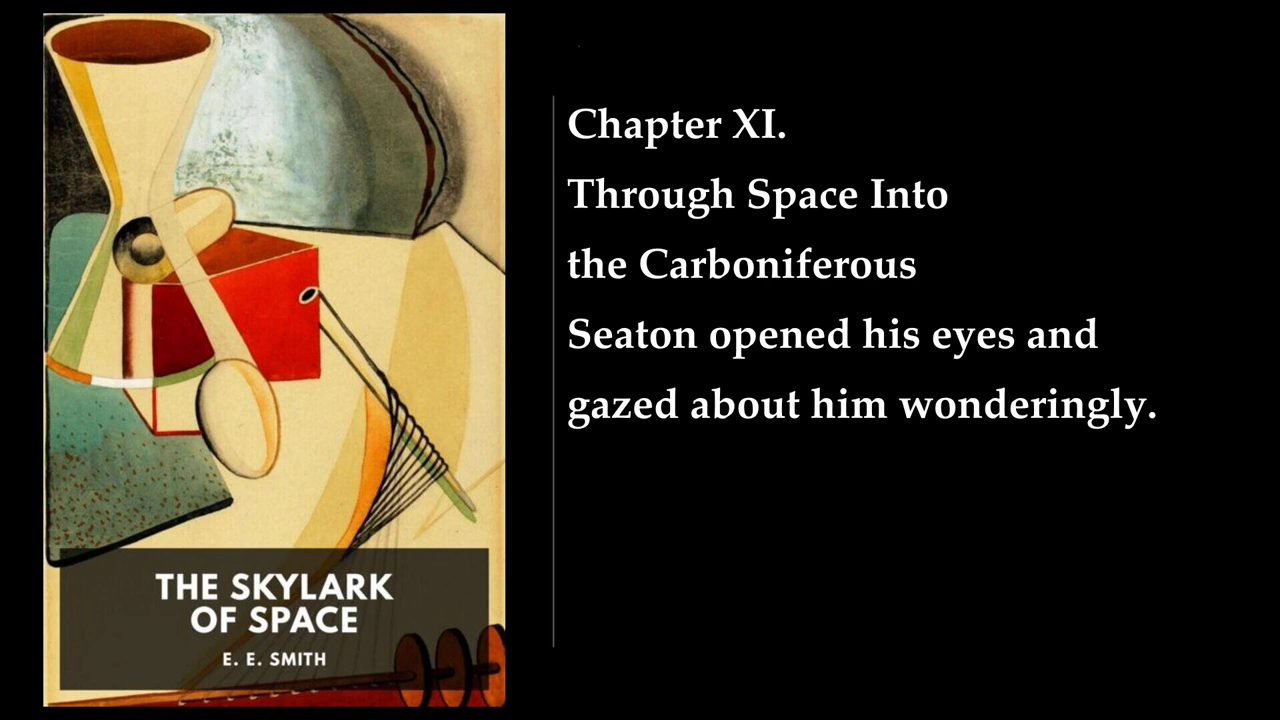 THE SKYLARK
OF SPACE
E. E. SMITH
Chapter XI.
Through Space Into
the Carboniferous
Seaton opened his eyes and
gazed about him wonderingly.